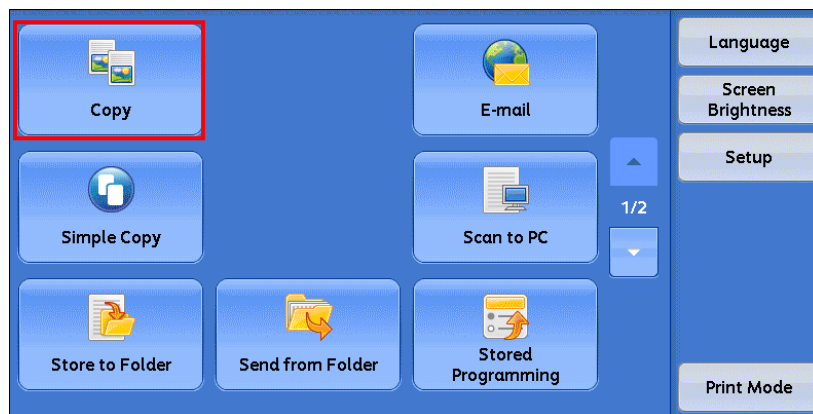 Copy
E-mail
Language
Screen
Brightness
Setup
Simple Copy
Scan to PC
1/2
Store to Folder
Send from Folder
Stored
Programming
Print Mode